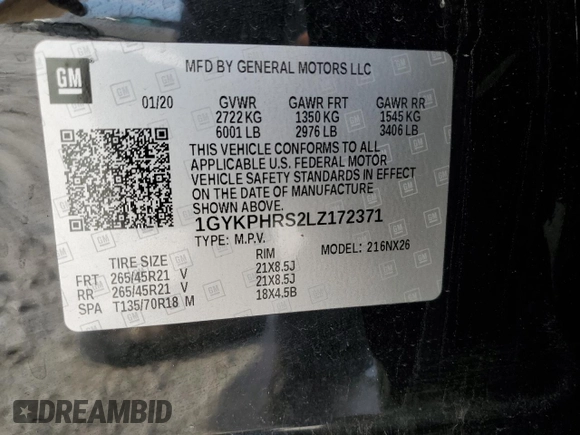 GM
MFD BY GENERAL MOTORS LLC
01/20 GVWR GAWR FRT GAWR RR
2722 KG 1350 KG 1545 KG
6001 LB 2976 LB 3406 LB
THIS VEHICLE CONFORMS TO ALL
APPLICABLE U.S. FEDERAL MOTOR
VEHICLE SAFETY STANDARDS IN EFFECT
ON THE DATE OF MANUFACTURE
SHOWN ABOVE.
1GYKPHRS2LZ172371
TYPE: M.P.V. MODEL: 216NX26
TIRE SIZE RIM
FRT 265/45R21 V 21X8.5J
RR 265/45R21 V 21X8.5J
SPA T135/70R18 M 18X4.5B
DREAMBID